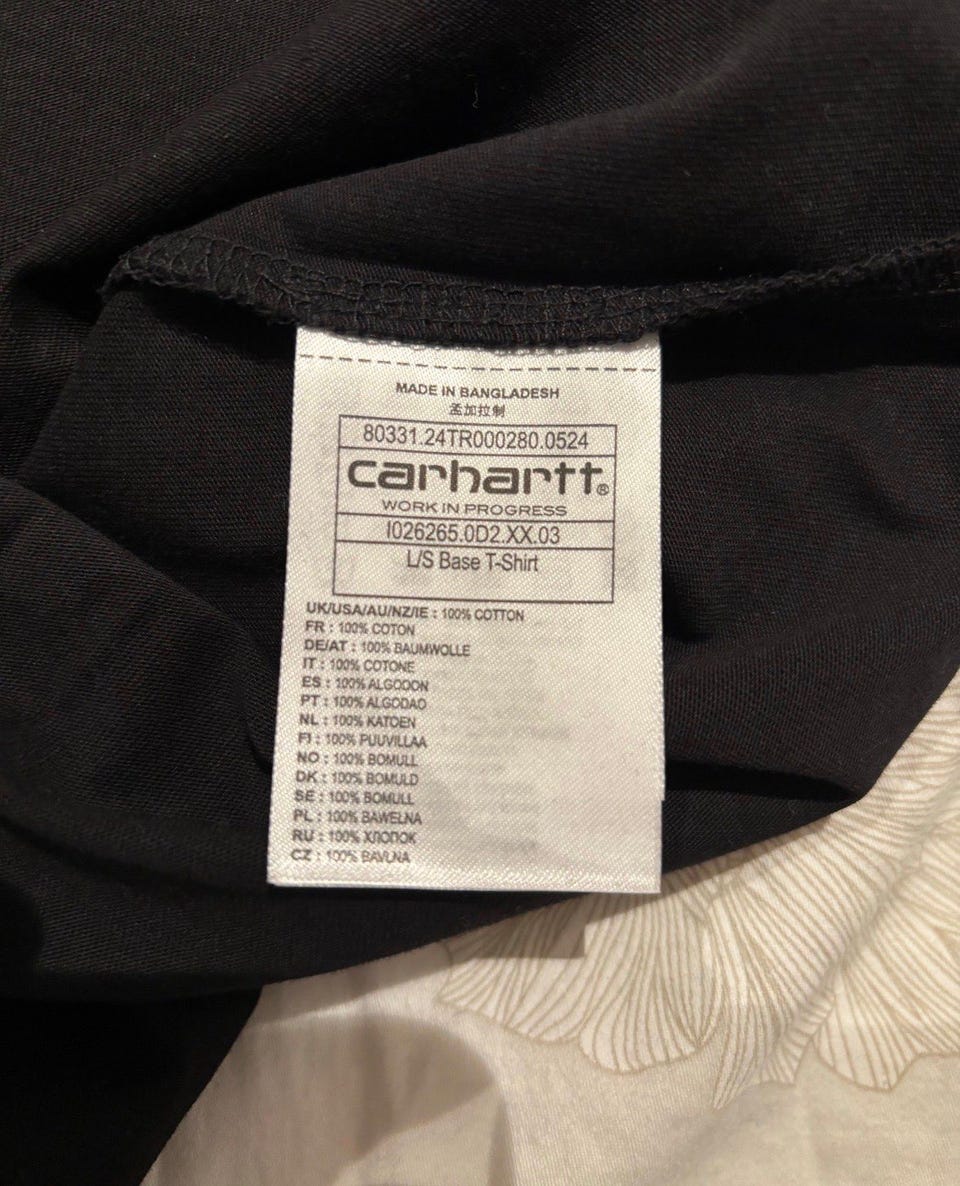 MADE IN BANGLADESH
孟加拉制
80331.24TR000280.0524
carhartt®
WORK IN PROGRESS
I026265.0D2.XX.03
L/S Base T-Shirt
UK/USA/AU/NZ/IE : 100% COTTON
FR : 100% COTON
DE/AT : 100% BAUMWOLLE
IT : 100% COTONE
ES : 100% ALGODON
PT : 100% ALGODAO
NL : 100% KATOEN
FI : 100% PUUVILLAA
NO : 100% BOMULL
DK : 100% BOMULD
SE : 100% BOMULL
PL : 100% BAWELNA
RU : 100% ХЛОПОК
CZ : 100% BAVLNA